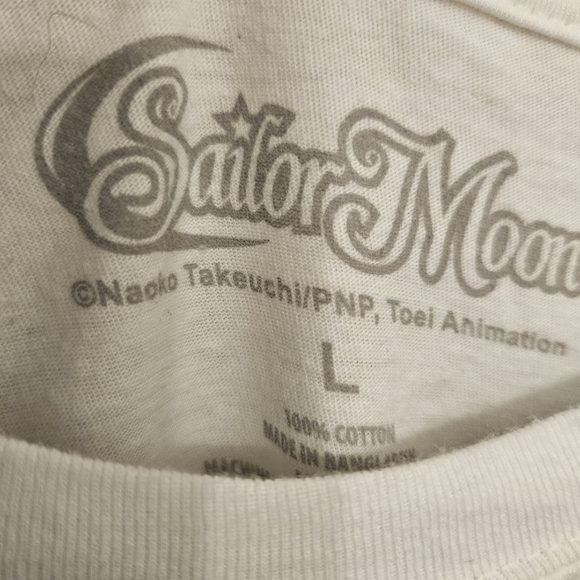 Sailor Moon
©Naoko Takeuchi/PNP, Toei Animation
L
100% COTTON
MADE IN BANGLADESH